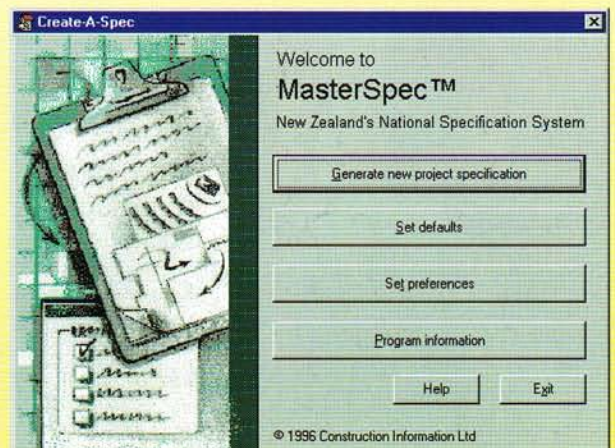 Create-A-Spec
Welcome to
MasterSpec™
New Zealand's National Specification System
Generate new project specification
Set defaults
Set preferences
Program information
Help
Exit
© 1996 Construction Information Ltd